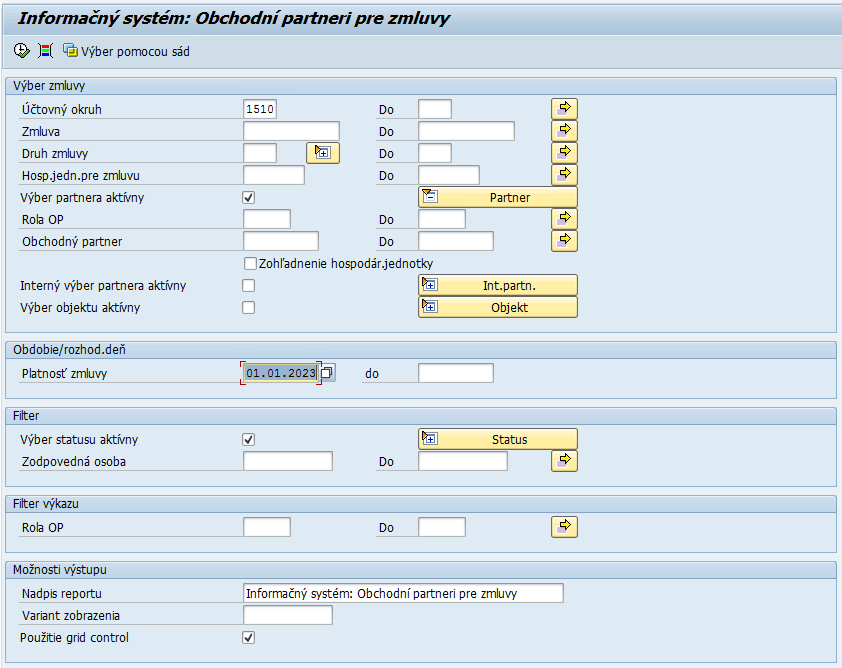 Informačný systém: Obchodní partneri pre zmluvy
Výber pomocou sád
Výber zmluvy
Účtovný okruh 1510 Do
Zmluva Do
Druh zmluvy Do
Hosp.jedn.pre zmluvu Do
Výber partnera aktívny Partner
Rola OP Do
Obchodný partner Do
Zohľadnenie hospodár.jednotky
Interný výber partnera aktívny Int.partn.
Výber objektu aktívny Objekt
Obdobie/rozhod.deň
Platnosť zmluvy 01.01.2023 do
Filter
Výber statusu aktívny Status
Zodpovedná osoba Do
Filter výkazu
Rola OP Do
Možnosti výstupu
Nadpis reportu Informačný systém: Obchodní partneri pre zmluvy
Variant zobrazenia
Použitie grid control